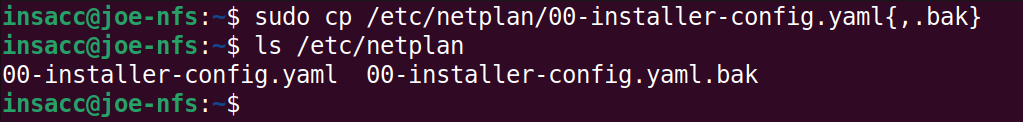 insacc@joe-nfs:~$ sudo cp /etc/netplan/00-installer-config.yaml{,.bak}
insacc@joe-nfs:~$ ls /etc/netplan
00-installer-config.yaml  00-installer-config.yaml.bak
insacc@joe-nfs:~$